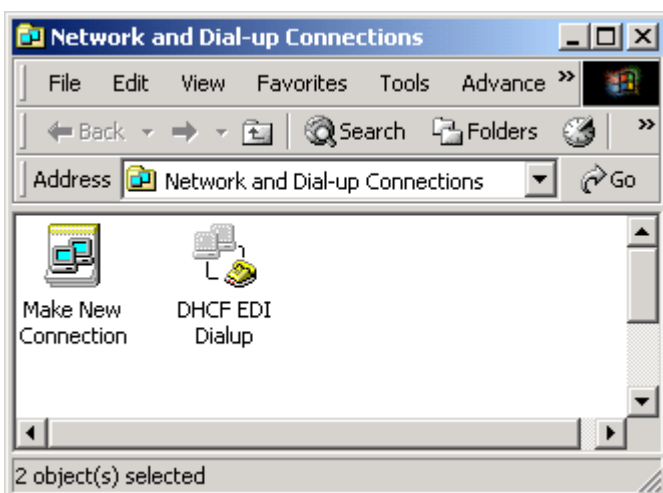 Network and Dial-up Connections
File Edit View Favorites Tools Advance »
Back Search Folders »
Address Network and Dial-up Connections Go
Make New
Connection
DHCF EDI
Dialup
2 object(s) selected